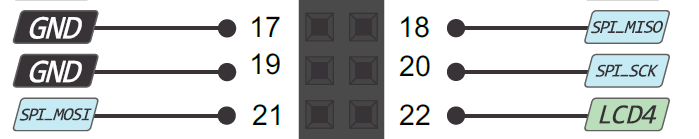 GND 17 18 SPI_MISO
GND 19 20 SPI_SCK
SPI_MOSI 21 22 LCD4